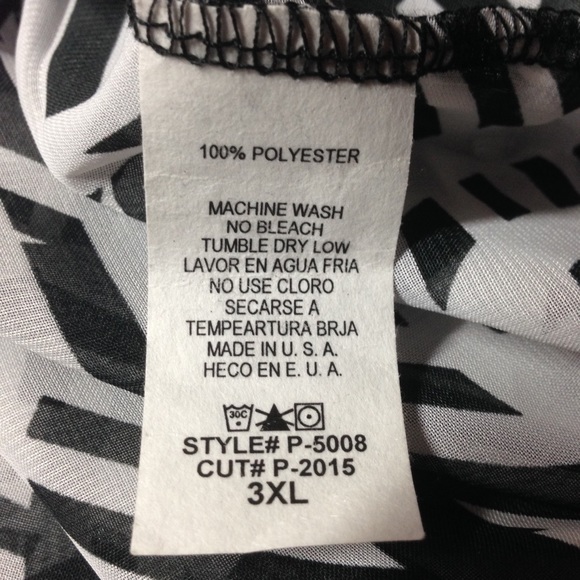 100% POLYESTER
MACHINE WASH
NO BLEACH
TUMBLE DRY LOW
LAVOR EN AGUA FRIA
NO USE CLORO
SECARSE A
TEMPEARTURA BRJA
MADE IN U. S. A.
HECO EN E. U. A.
30C
STYLE# P-5008
CUT# P-2015
3XL